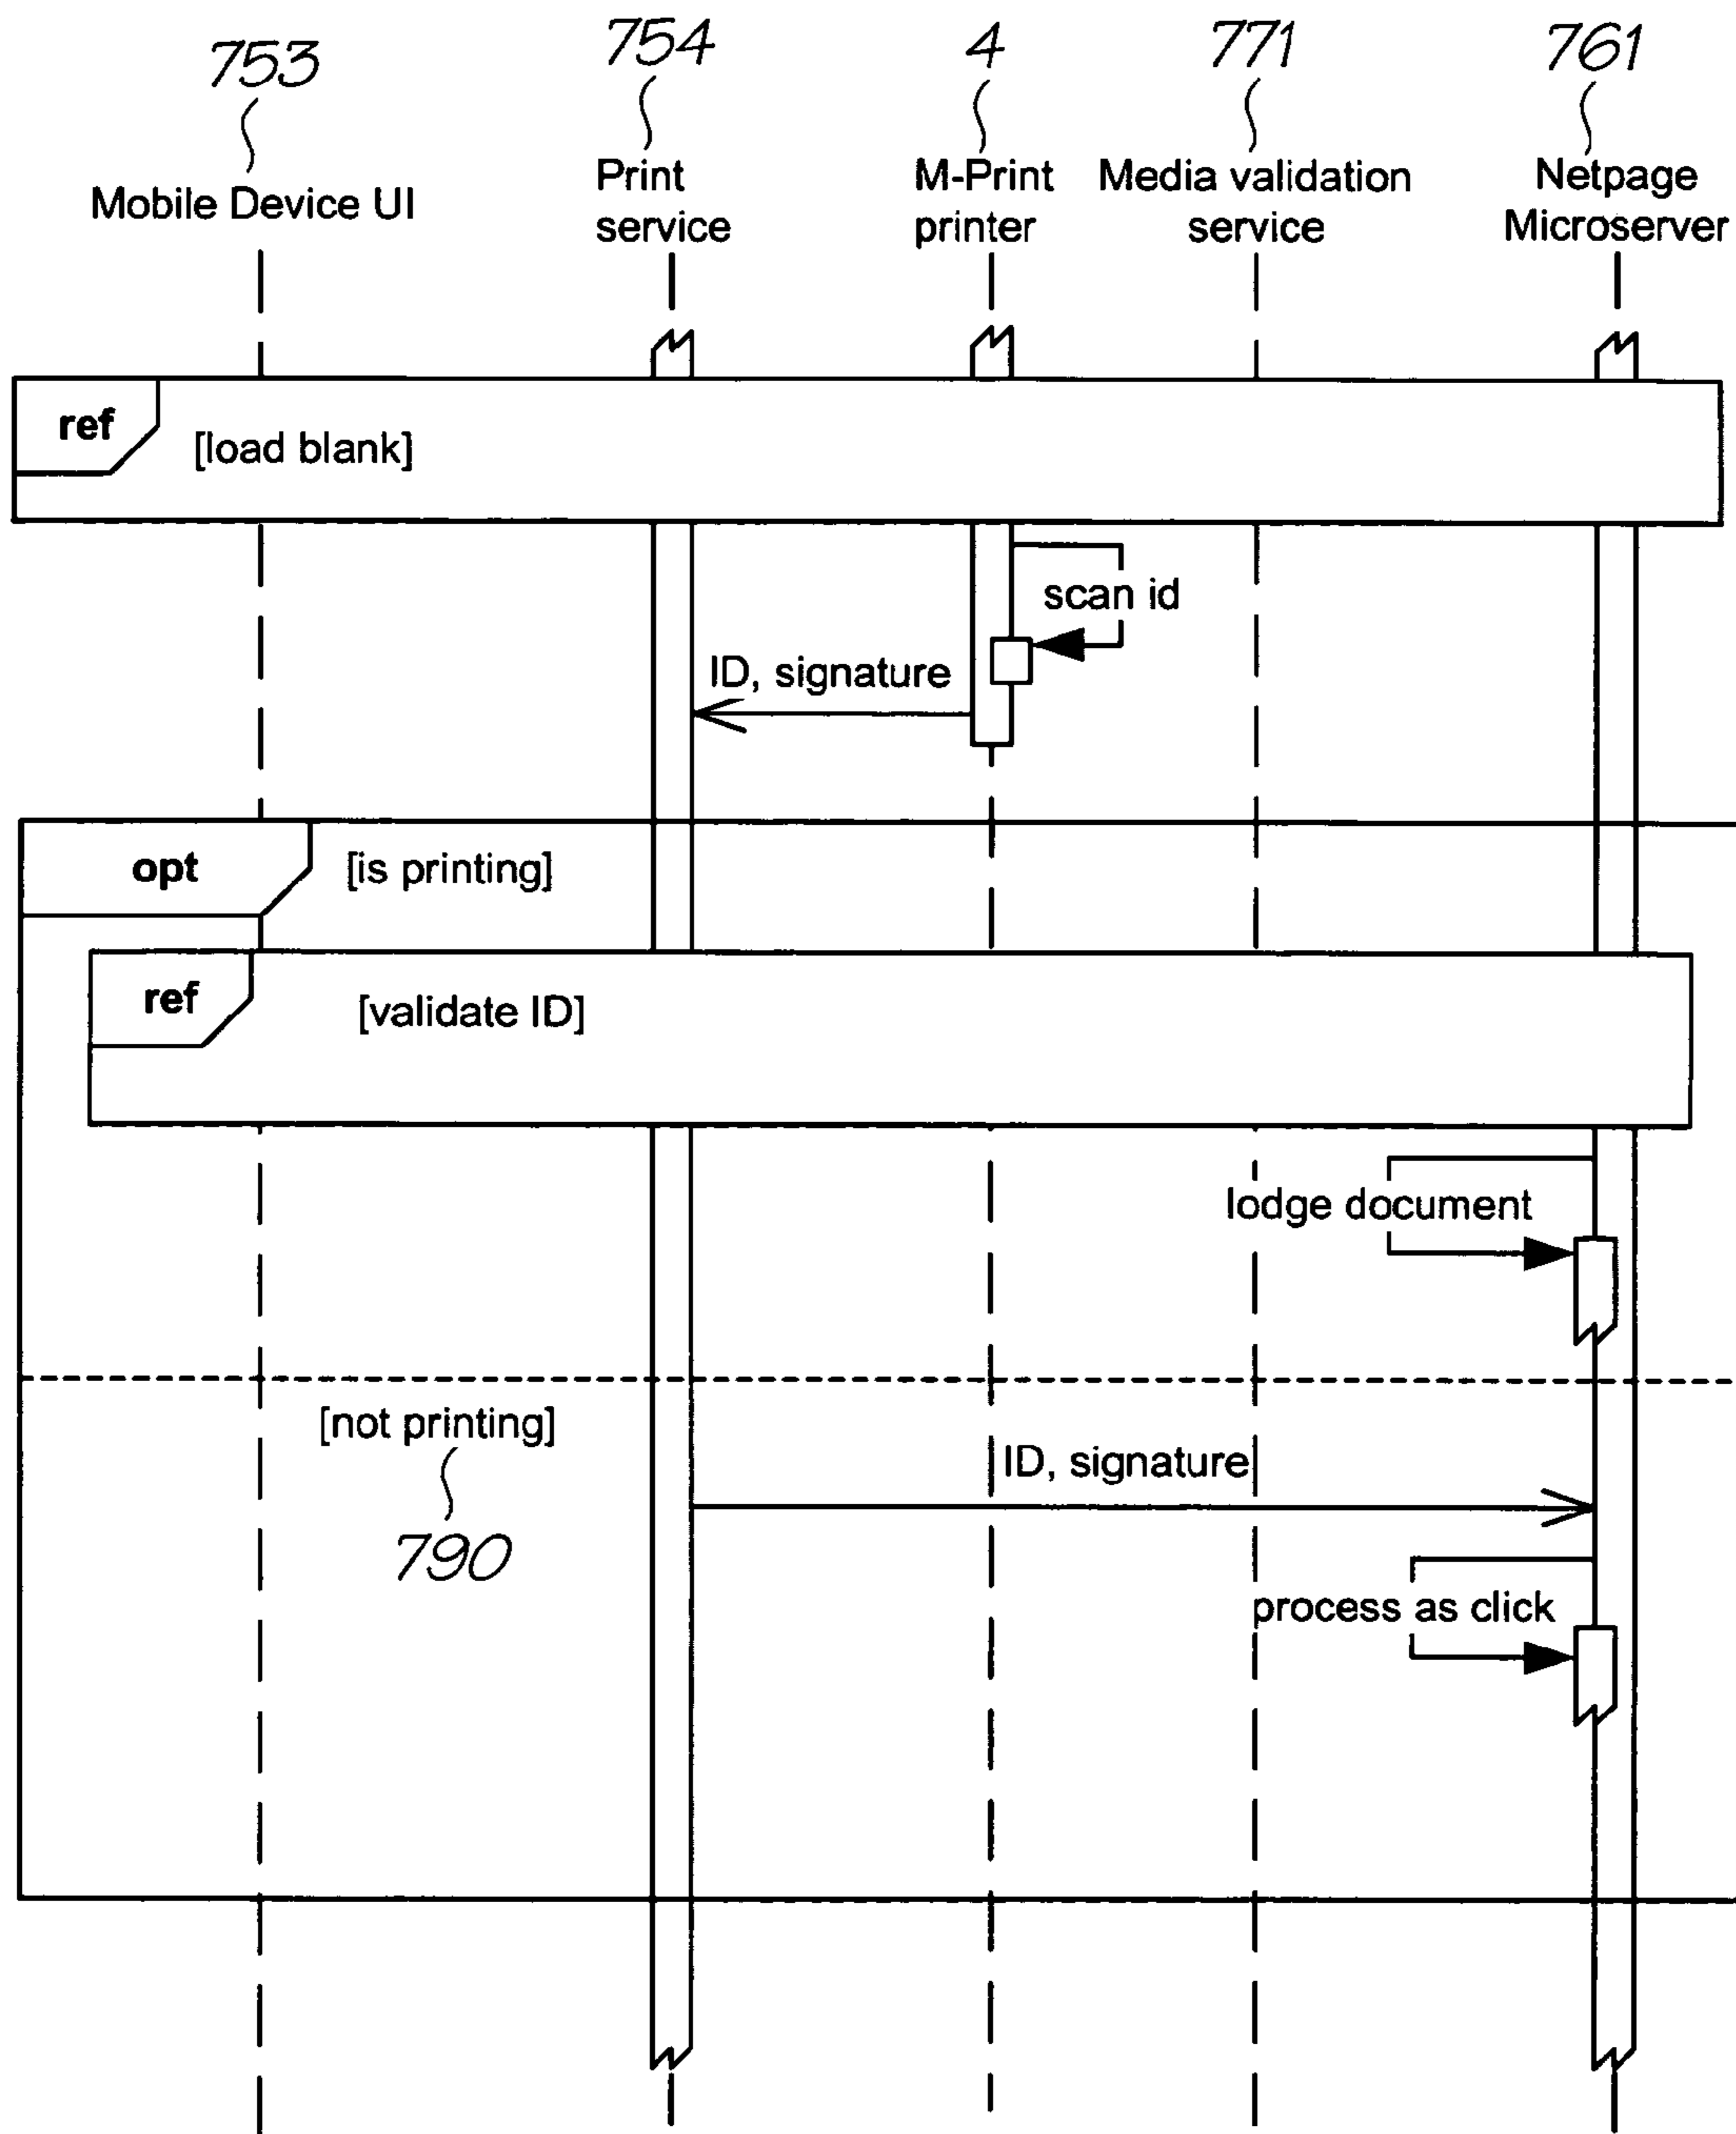 753
754
4
771
761
Mobile Device UI
Print
service
M-Print
printer
Media validation
service
Netpage
Microserver
ref
[load blank]
scan id
ID, signature
opt
[is printing]
ref
[validate ID]
lodge document
[not printing]
790
ID, signature
process as click